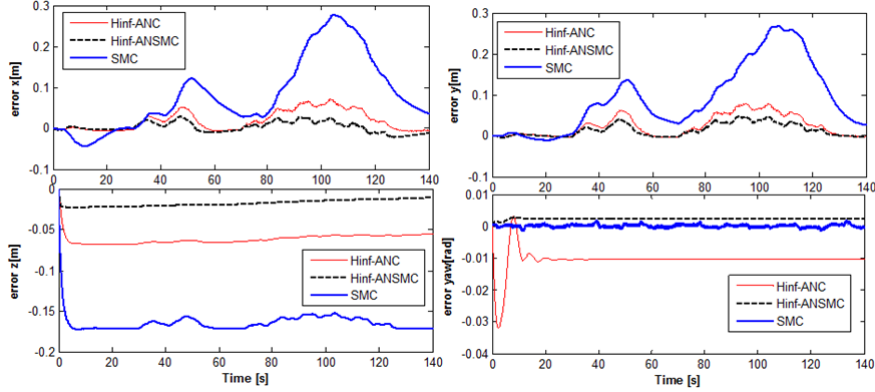 0.3
0.2
0.1
0
-0.1
error x[m]
Hinf-ANC
Hinf-ANSMC
SMC
0 20 40 60 80 100 120 140
0.3
0.2
0.1
0
-0.1
error y[m]
Hinf-ANC
Hinf-ANSMC
SMC
0 20 40 60 80 100 120 140
-0.05
-0.1
-0.15
-0.2
error z[m]
Hinf-ANC
Hinf-ANSMC
SMC
0 20 40 60 80 100 120 140
Time [s]
0.01
0
-0.01
-0.02
-0.03
-0.04
error yaw[rad]
Hinf-ANC
Hinf-ANSMC
SMC
0 20 40 60 80 100 120 140
Time [s]